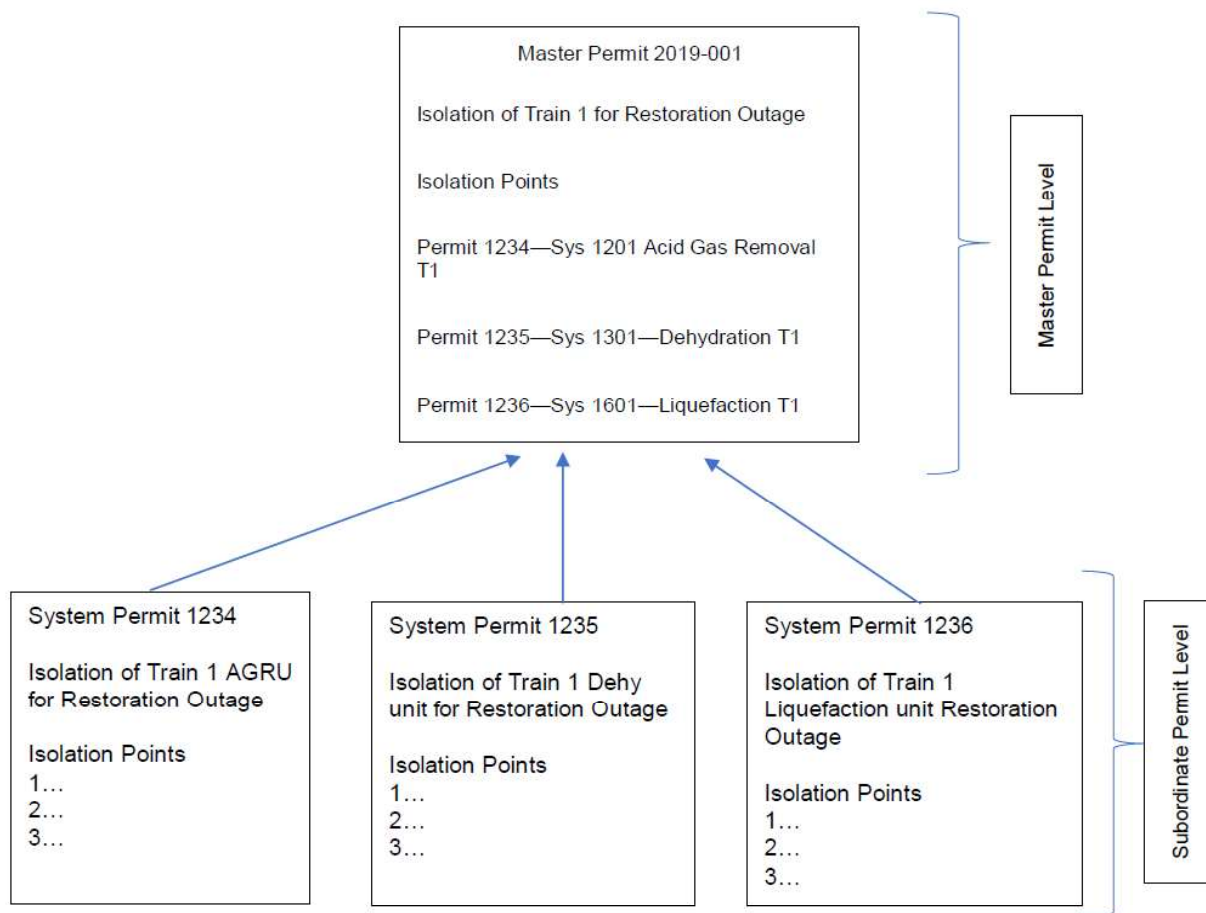 Master Permit 2019-001
Isolation of Train 1 for Restoration Outage
Isolation Points
Permit 1234—Sys 1201 Acid Gas Removal
T1
Permit 1235—Sys 1301—Dehydration T1
Permit 1236—Sys 1601—Liquefaction T1
Master Permit Level
System Permit 1234
Isolation of Train 1 AGRU
for Restoration Outage
Isolation Points
1…
2…
3…
System Permit 1235
Isolation of Train 1 Dehy
unit for Restoration Outage
Isolation Points
1…
2…
3…
System Permit 1236
Isolation of Train 1
Liquefaction unit Restoration
Outage
Isolation Points
1…
2…
3…
Subordinate Permit Level